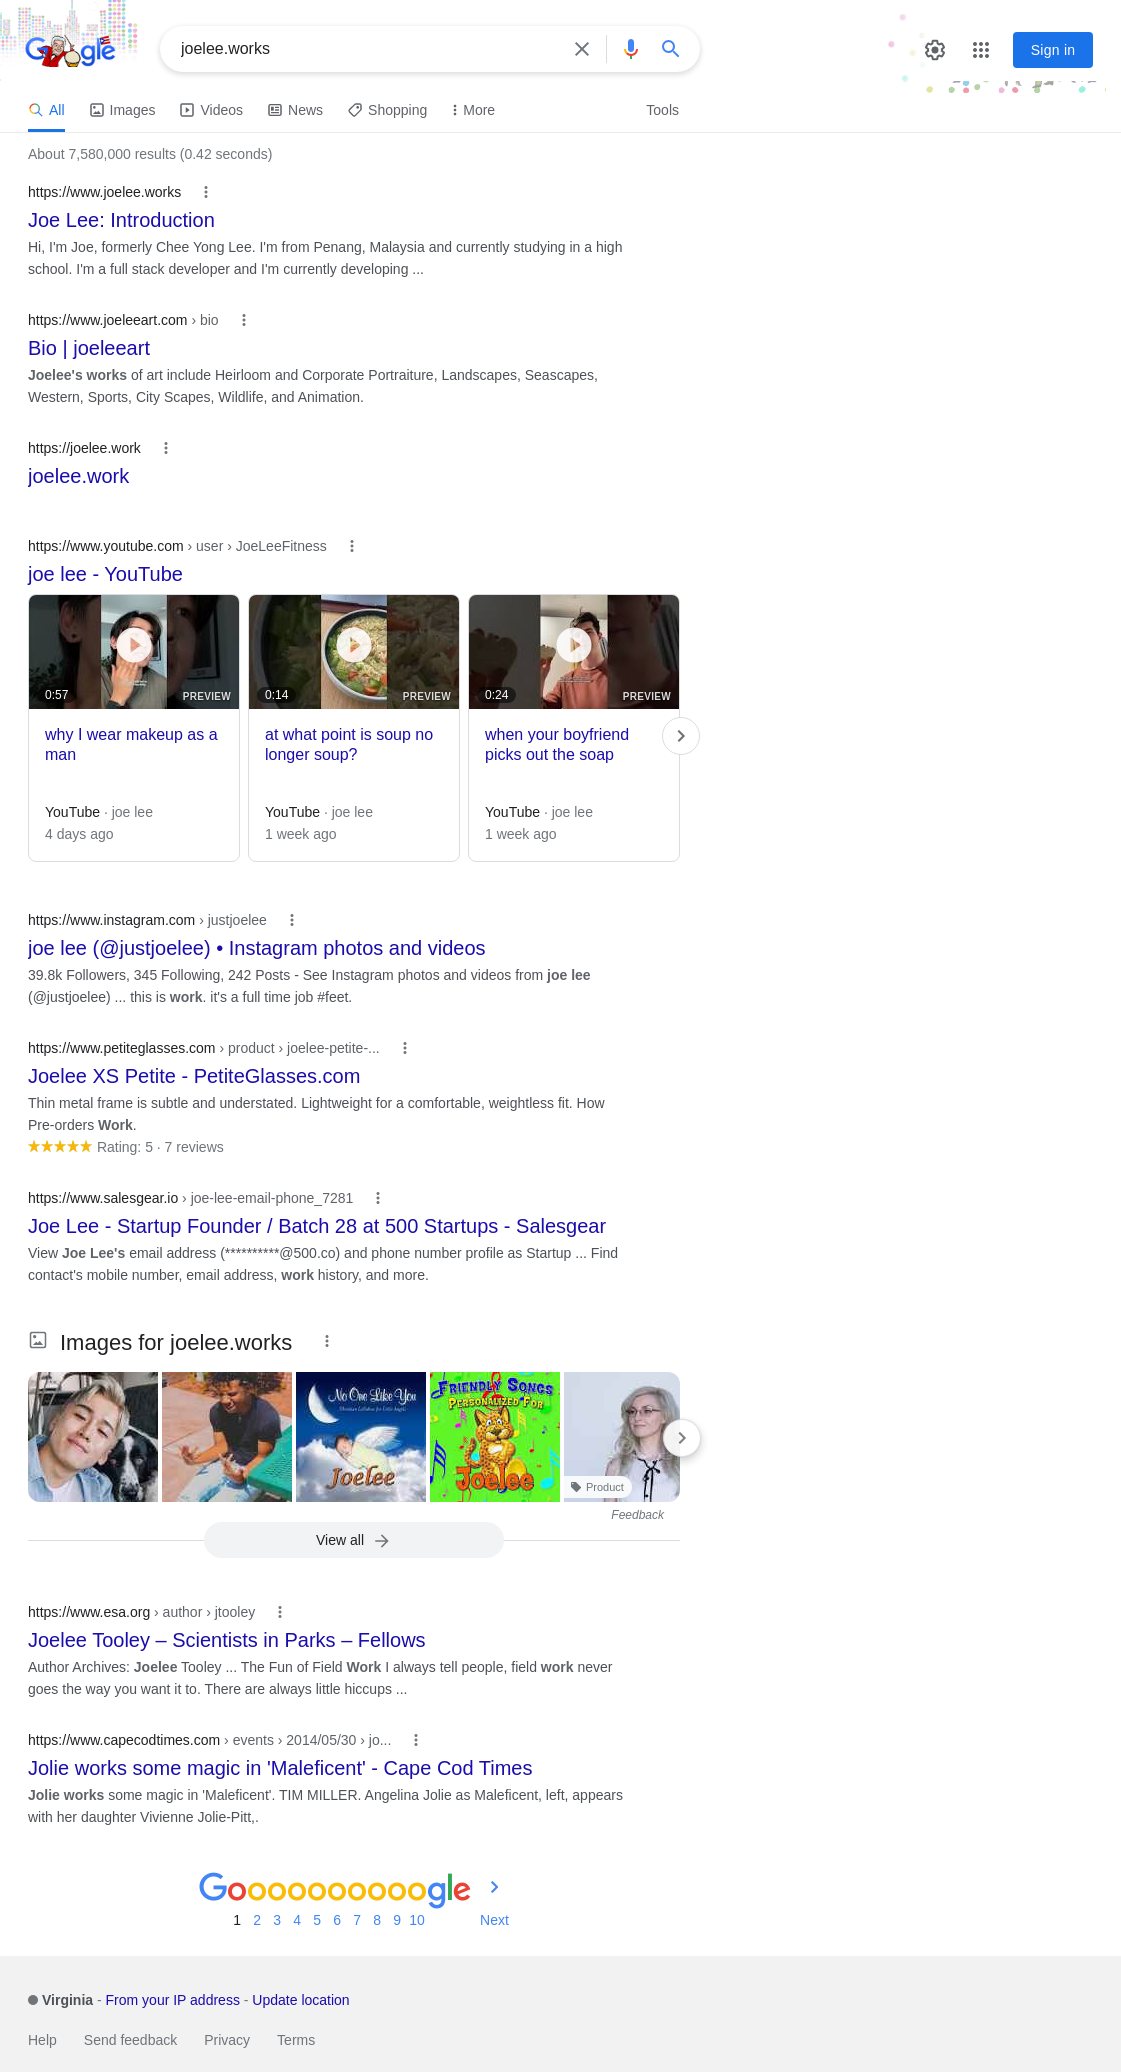 Google
joelee.works
Sign in
All
Images
Videos
News
Shopping
More
Tools
About 7,580,000 results (0.42 seconds)
https://www.joelee.works
Joe Lee: Introduction
Hi, I'm Joe, formerly Chee Yong Lee. I'm from Penang, Malaysia and currently studying in a high
school. I'm a full stack developer and I'm currently developing ...
https://www.joeleeart.com › bio
Bio | joeleeart
Joelee's works of art include Heirloom and Corporate Portraiture, Landscapes, Seascapes,
Western, Sports, City Scapes, Wildlife, and Animation.
https://joelee.work
joelee.work
https://www.youtube.com › user › JoeLeeFitness
joe lee - YouTube
0:57
PREVIEW
0:14
PREVIEW
0:24
PREVIEW
why I wear makeup as a
man
YouTube · joe lee
4 days ago
at what point is soup no
longer soup?
YouTube · joe lee
1 week ago
when your boyfriend
picks out the soap
YouTube · joe lee
1 week ago
https://www.instagram.com › justjoelee
joe lee (@justjoelee) • Instagram photos and videos
39.8k Followers, 345 Following, 242 Posts - See Instagram photos and videos from joe lee
(@justjoelee) ... this is work. it's a full time job #feet.
https://www.petiteglasses.com › product › joelee-petite-...
Joelee XS Petite - PetiteGlasses.com
Thin metal frame is subtle and understated. Lightweight for a comfortable, weightless fit. How
Pre-orders Work.
Rating: 5 · 7 reviews
https://www.salesgear.io › joe-lee-email-phone_7281
Joe Lee - Startup Founder / Batch 28 at 500 Startups - Salesgear
View Joe Lee's email address (**********@500.co) and phone number profile as Startup ... Find
contact's mobile number, email address, work history, and more.
Images for joelee.works
No One Like You
Joelee
FRIENDLY SONGS
PERSONALIZED FOR
Joelee
Product
Feedback
View all
https://www.esa.org › author › jtooley
Joelee Tooley – Scientists in Parks – Fellows
Author Archives: Joelee Tooley ... The Fun of Field Work I always tell people, field work never
goes the way you want it to. There are always little hiccups ...
https://www.capecodtimes.com › events › 2014/05/30 › jo...
Jolie works some magic in 'Maleficent' - Cape Cod Times
Jolie works some magic in 'Maleficent'. TIM MILLER. Angelina Jolie as Maleficent, left, appears
with her daughter Vivienne Jolie-Pitt,.
Goooooooooogle
1 2 3 4 5 6 7 8 9 10 Next
Virginia - From your IP address - Update location
Help Send feedback Privacy Terms